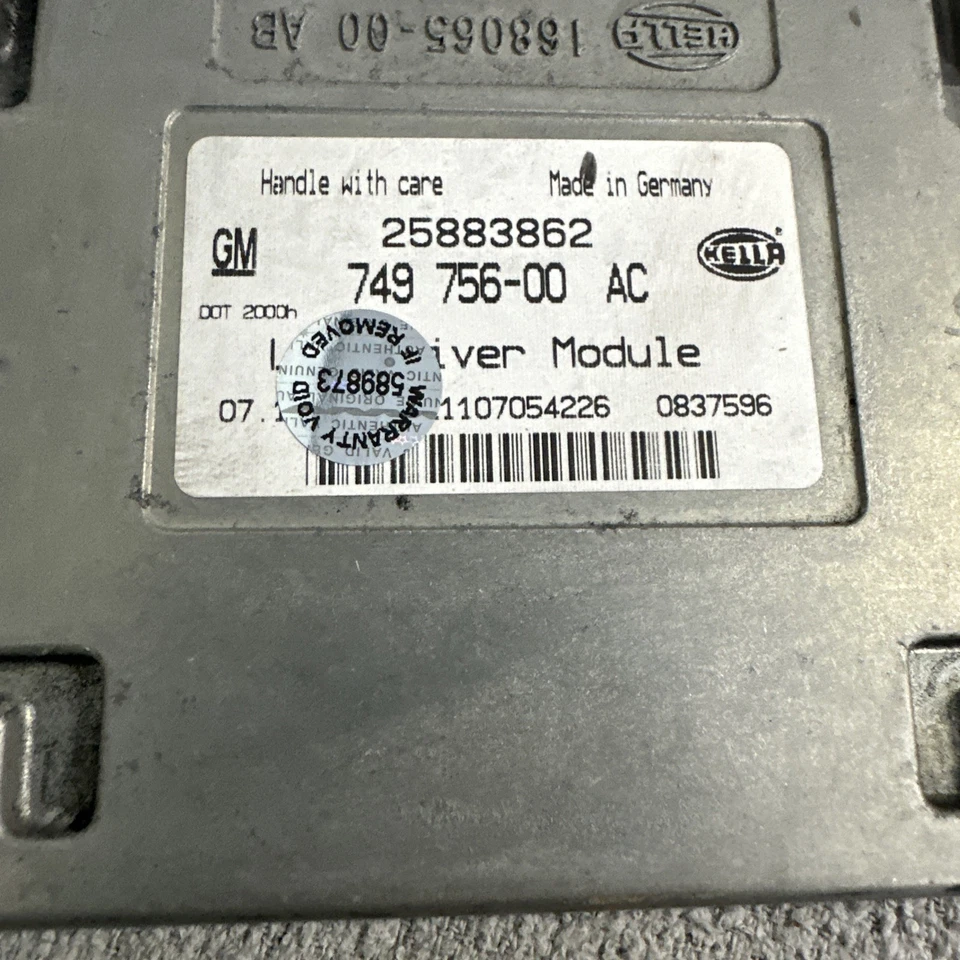 HELLA 168065-00 AB
Handle with care Made in Germany
GM 25883862 HELLA
749 756-00 AC
DOT 2000h
iver Module
07.1 1107054226 0837596
WARRANTY VOID IF REMOVED
589873